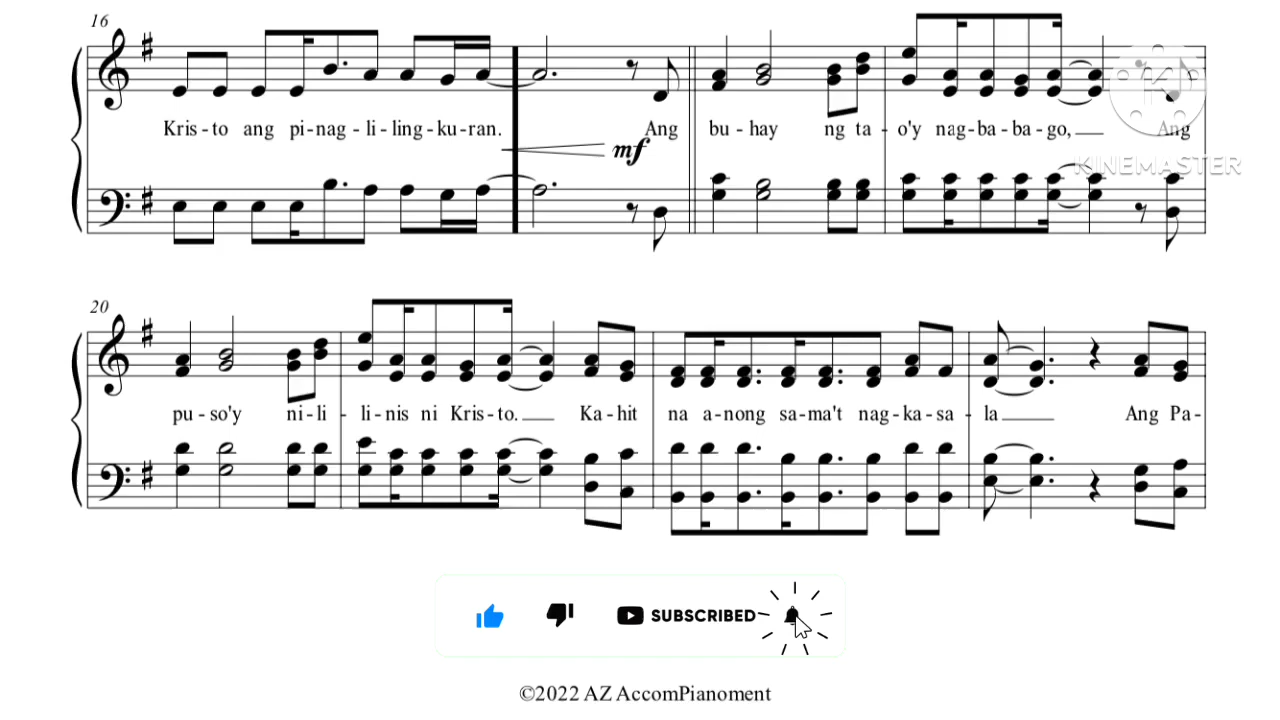 16
Kris - to ang pi - nag - li - ling - ku - ran. Ang bu - hay ng ta - o'y nag - ba - ba - go, Ang
mf
KINEMASTER
20
pu - so'y ni - li - li - nis ni Kris - to. Ka - hit na a - nong sa - ma't nag - ka - sa - la Ang Pa -
SUBSCRIBED
©2022 AZ AccomPianoment